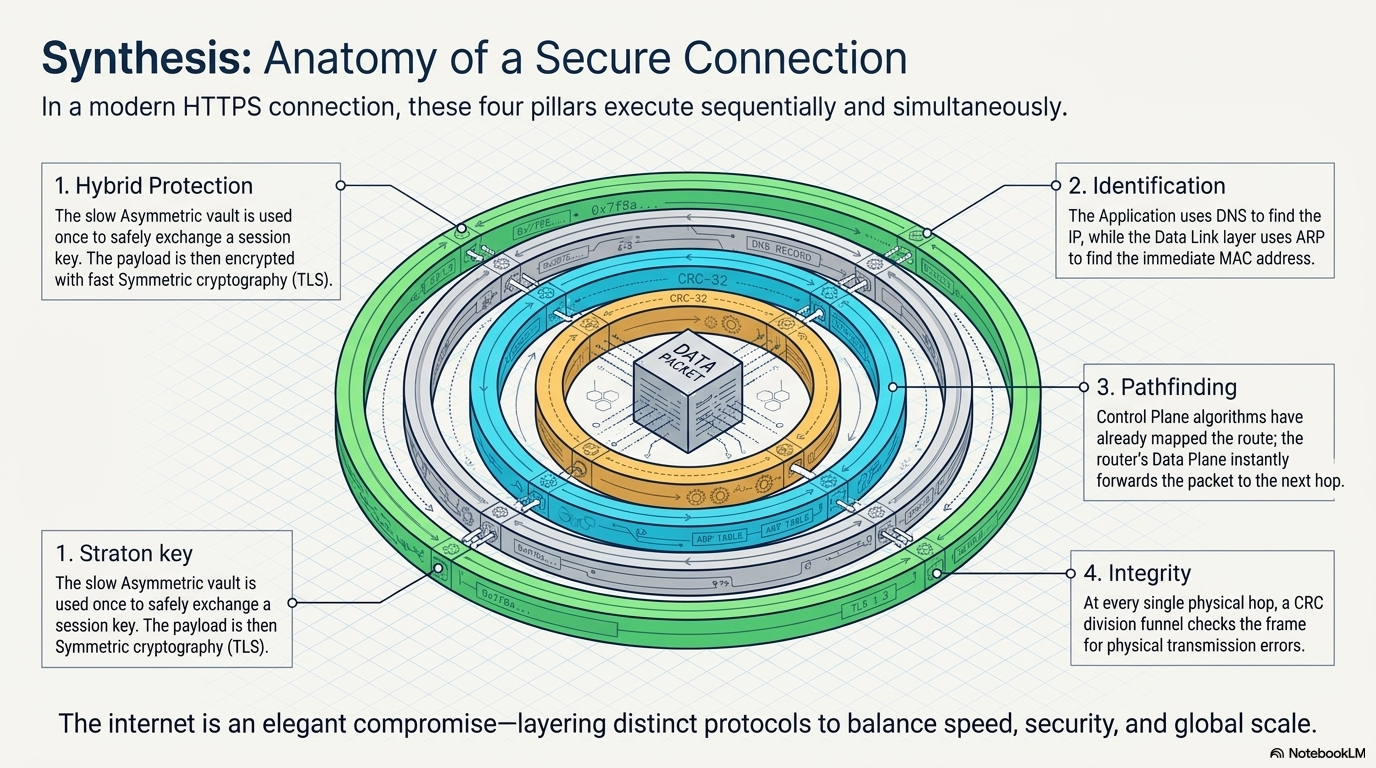 Synthesis: Anatomy of a Secure Connection
In a modern HTTPS connection, these four pillars execute sequentially and simultaneously.
1. Hybrid Protection
The slow Asymmetric vault is used
once to safely exchange a session
key. The payload is then encrypted
with fast Symmetric cryptography (TLS).
2. Identification
The Application uses DNS to find the
IP, while the Data Link layer uses ARP
to find the immediate MAC address.
0x7f8a...
DNS RECORD
CRC-32
CRC-32
DATA
PACKET
3. Pathfinding
Control Plane algorithms have
already mapped the route; the
router's Data Plane instantly
forwards the packet to the next hop.
1. Straton key
The slow Asymmetric vault is
used once to safely exchange a
session key. The payload is then
Symmetric cryptography (TLS).
TLS 1 3
4. Integrity
At every single physical hop, a CRC
division funnel checks the frame
for physical transmission errors.
The internet is an elegant compromise—layering distinct protocols to balance speed, security, and global scale.
NotebookLM